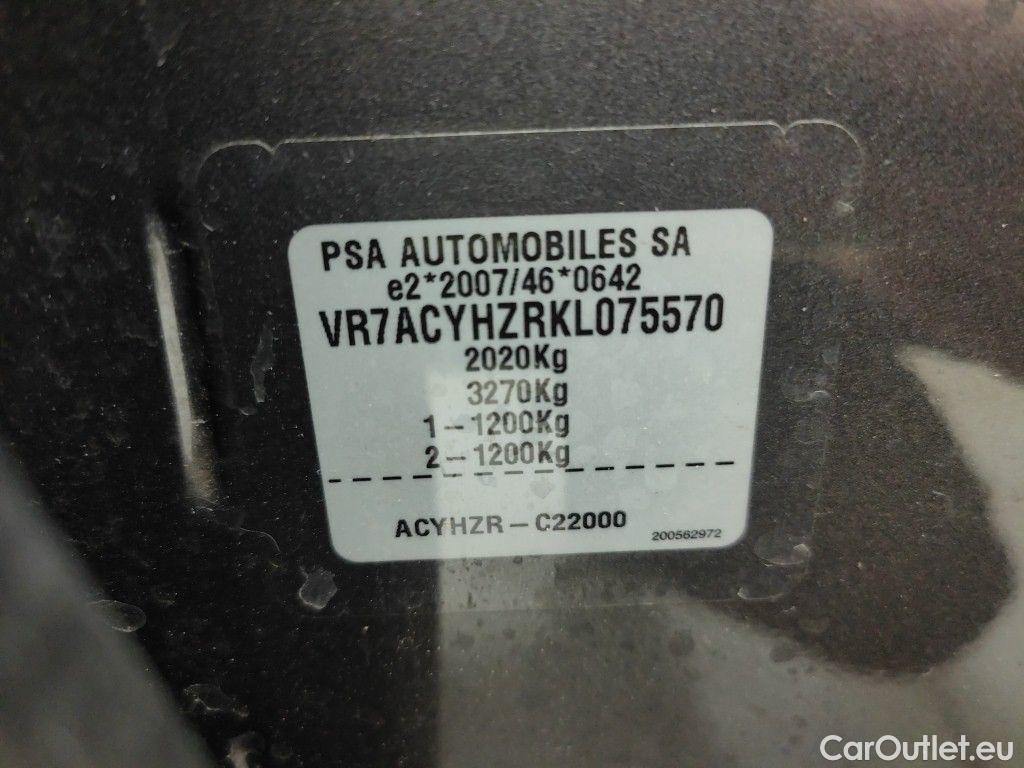 PSA AUTOMOBILES SA
e2*2007/46*0642
VR7ACYHZRKL075570
2020Kg
3270Kg
1-1200Kg
2-1200Kg
ACYHZR-C22000
200562972
CarOutlet.eu